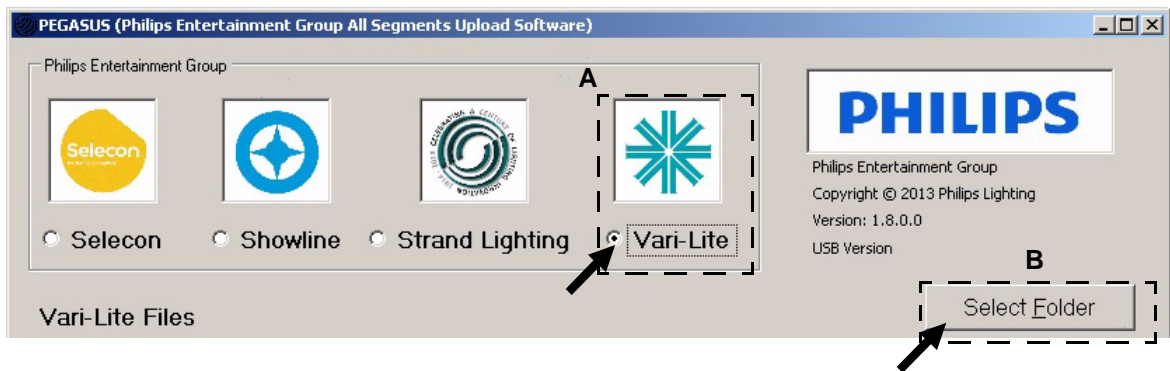 PEGASUS (Philips Entertainment Group All Segments Upload Software)
Philips Entertainment Group
A
Selecon
Selecon
Showline
Strand Lighting
Vari-Lite
PHILIPS
Philips Entertainment Group
Copyright © 2013 Philips Lighting
Version: 1.8.0.0
USB Version
B
Select Folder
Vari-Lite Files